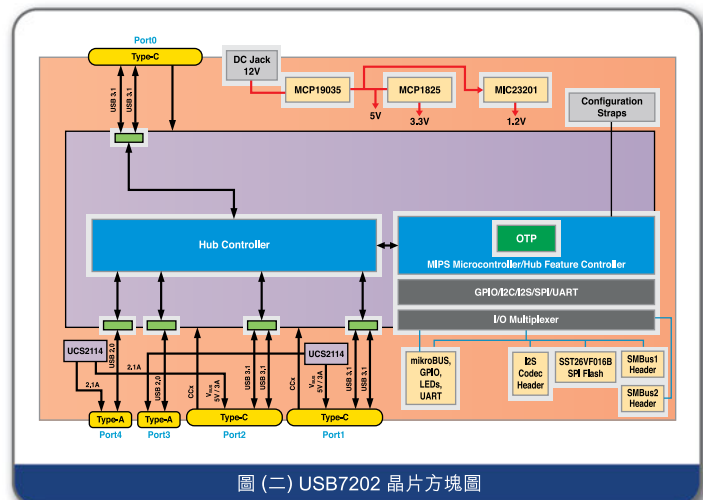 Port0
Type-C
DC Jack
12V
MCP19035
MCP1825
MIC23201
5V
3.3V
1.2V
Configuration
Straps
USB 3.1
USB 3.1
Hub Controller
OTP
MIPS Microcontroller/Hub Feature Controller
GPIO/I2C/I2S/SPI/UART
I/O Multiplexer
UCS2114
2,1A
USB 2,0
2,1A
USB 2,0
CCx
VBUS
5V / 3A
USB 3,1
USB 3,1
UCS2114
CCx
VBUS
5V / 3A
USB 3,1
USB 3,1
mikroBUS,
GPIO,
LEDs,
UART
I2S
Codec
Header
SST26VF016B
SPI Flash
SMBus1
Header
SMBus2
Header
Type-A
Type-A
Type-C
Type-C
Port4
Port3
Port2
Port1
圖 (二) USB7202 晶片方塊圖